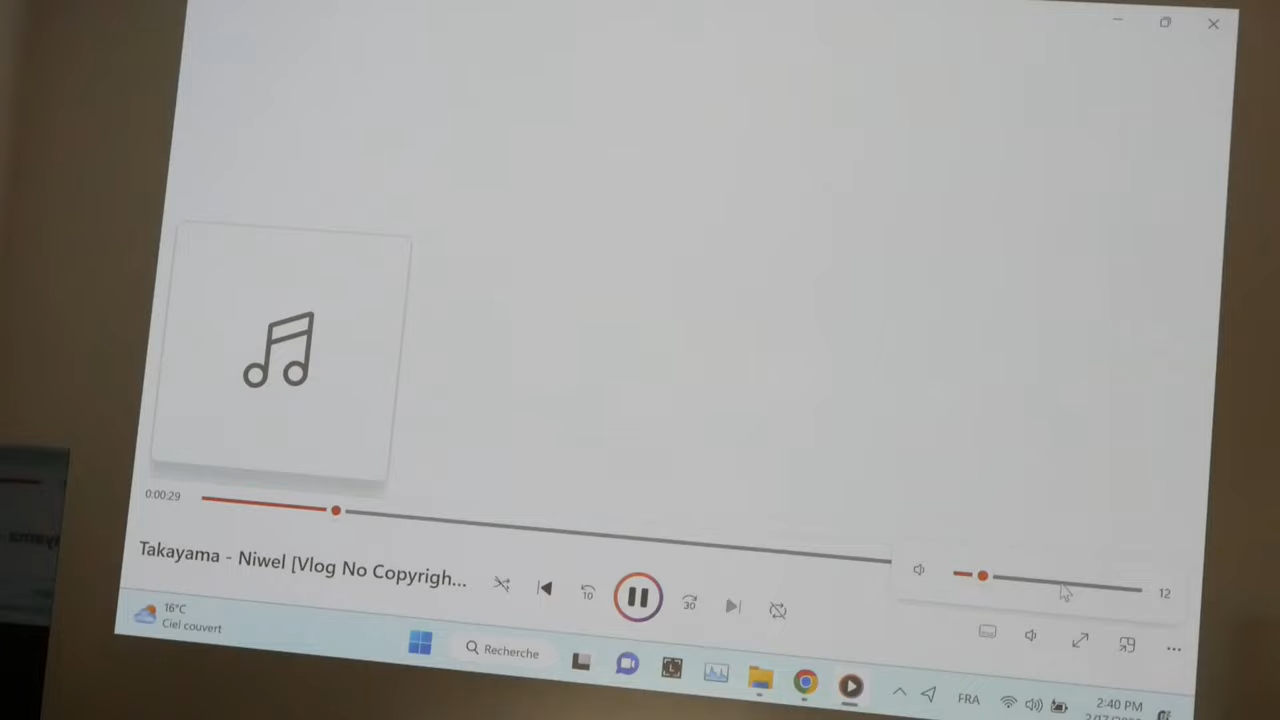 0:00:29
Takayama - Niwel [Vlog No Copyrigh...
10
30
12
16°C
Ciel couvert
Recherche
FRA
2:40 PM